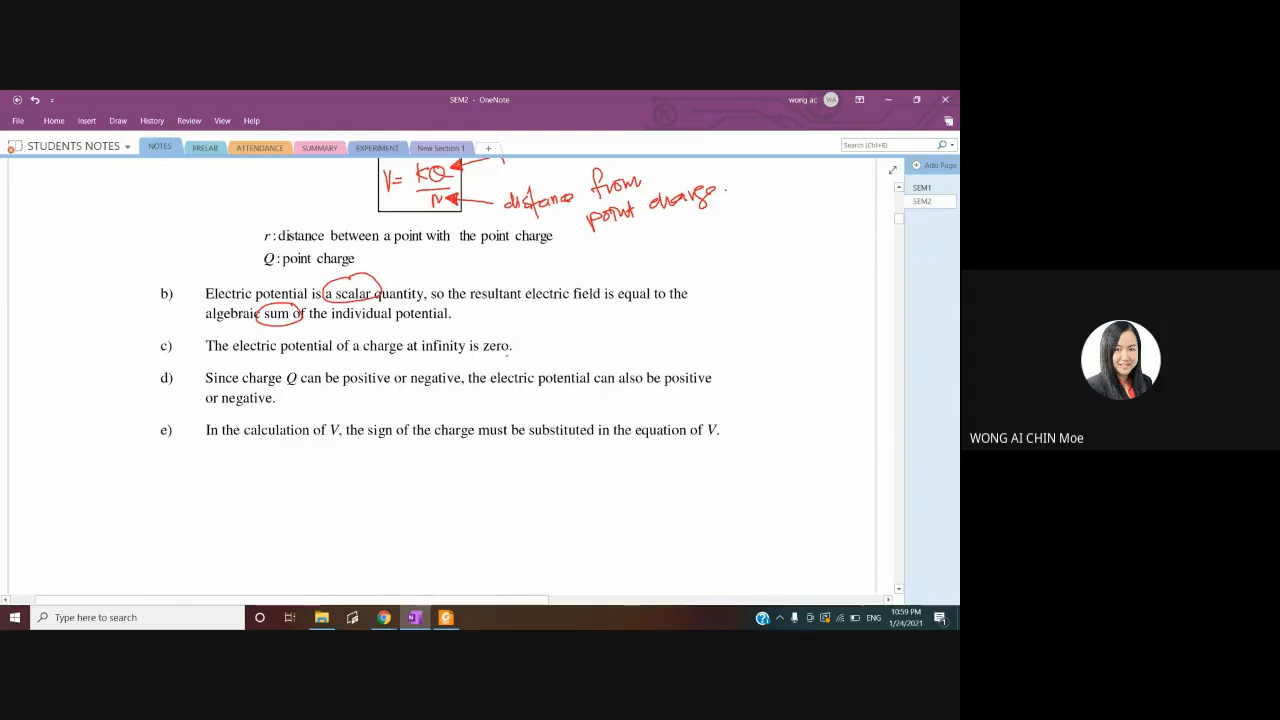 SEM2 - OneNote
wong ac WA
File Home Insert Draw History Review View Help
STUDENTS NOTES NOTES PRELAB ATTENDANCE SUMMARY EXPERIMENT New Section 1 + Search (Ctrl+E)
Add Page
SEM1
SEM2
V = kQ
r
distance from
point charge.
r : distance between a point with the point charge
Q : point charge
b) Electric potential is a scalar quantity, so the resultant electric field is equal to the
algebraic sum of the individual potential.
c) The electric potential of a charge at infinity is zero.
d) Since charge Q can be positive or negative, the electric potential can also be positive
or negative.
e) In the calculation of V, the sign of the charge must be substituted in the equation of V.
WONG AI CHIN Moe
Type here to search
ENG
10:59 PM
1/24/2021